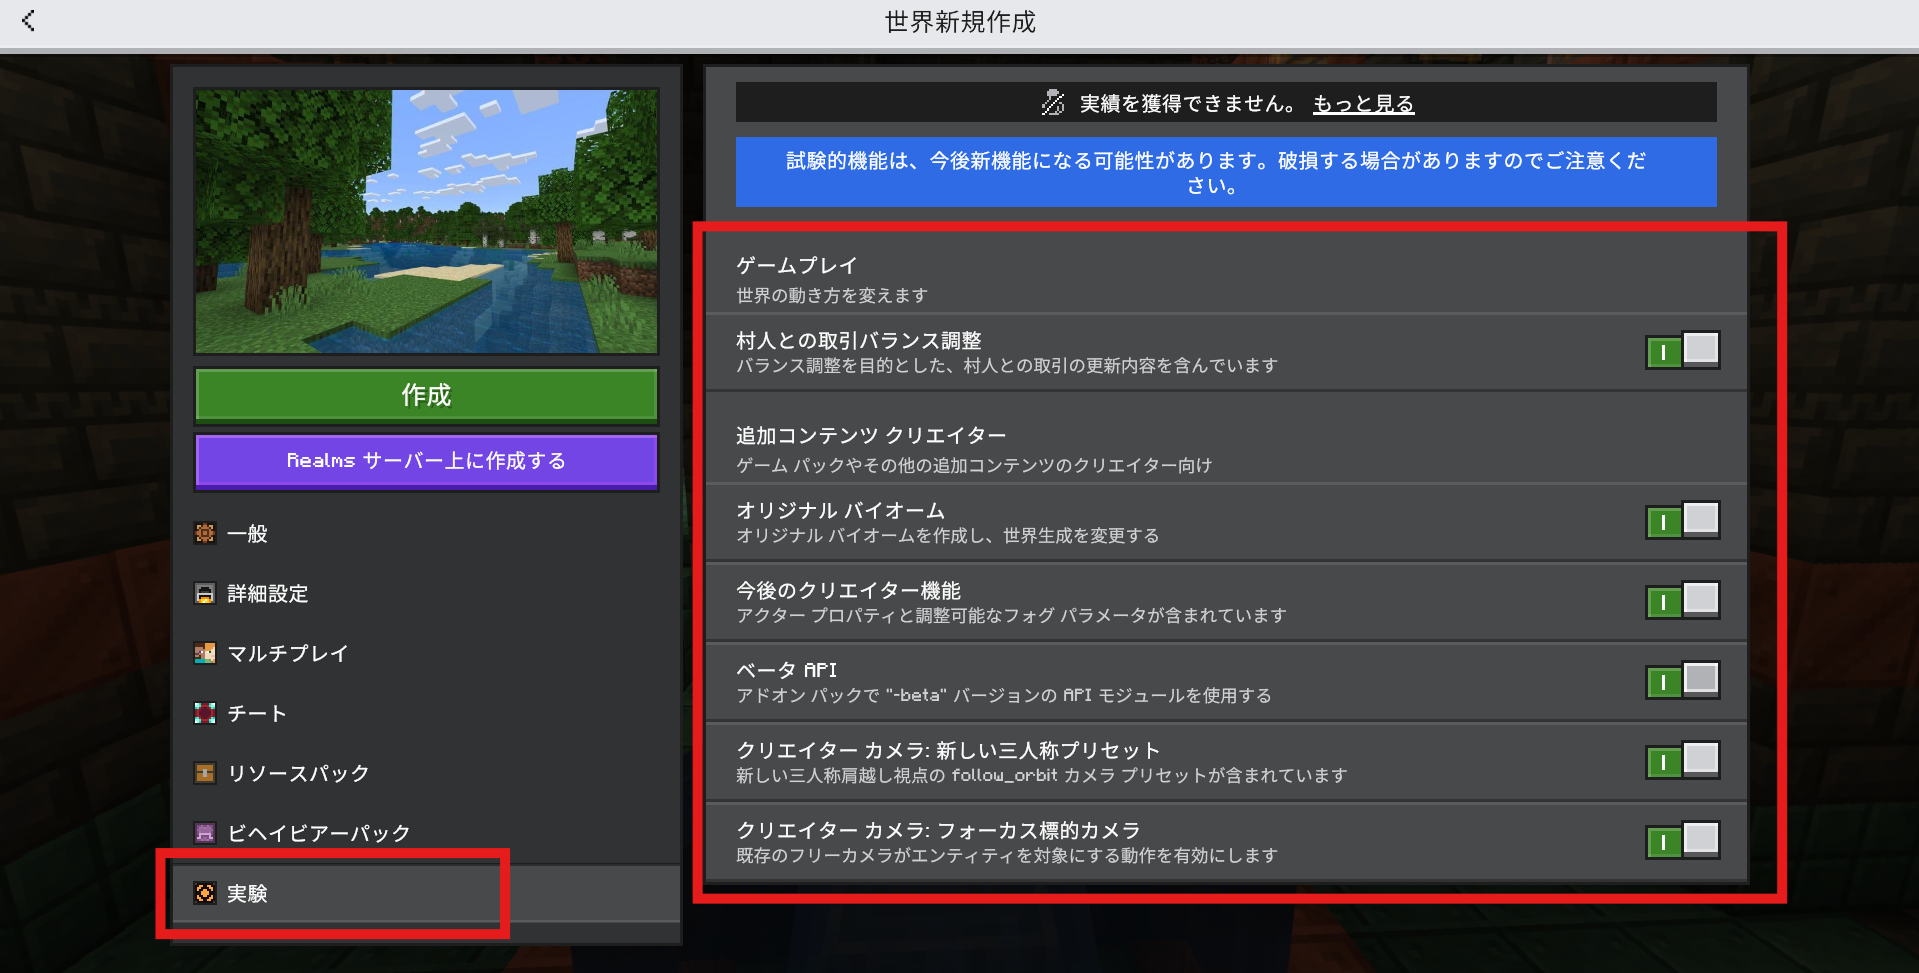 世界新規作成
作成
Realms サーバー上に作成する
一般
詳細設定
マルチプレイ
チート
リソースパック
ビヘイビアーパック
実験
実績を獲得できません。 もっと見る
試験的機能は、今後新機能になる可能性があります。破損する場合がありますのでご注意くだ
さい。
ゲームプレイ
世界の動き方を変えます
村人との取引バランス調整
バランス調整を目的とした、村人との取引の更新内容を含んでいます
追加コンテンツ クリエイター
ゲーム パックやその他の追加コンテンツのクリエイター向け
オリジナル バイオーム
オリジナル バイオームを作成し、世界生成を変更する
今後のクリエイター機能
アクター プロパティと調整可能なフォグ パラメータが含まれています
ベータ API
アドオン パックで "-beta" バージョンの API モジュールを使用する
クリエイター カメラ: 新しい三人称プリセット
新しい三人称肩越し視点の follow_orbit カメラ プリセットが含まれています
クリエイター カメラ: フォーカス標的カメラ
既存のフリーカメラがエンティティを対象にする動作を有効にします